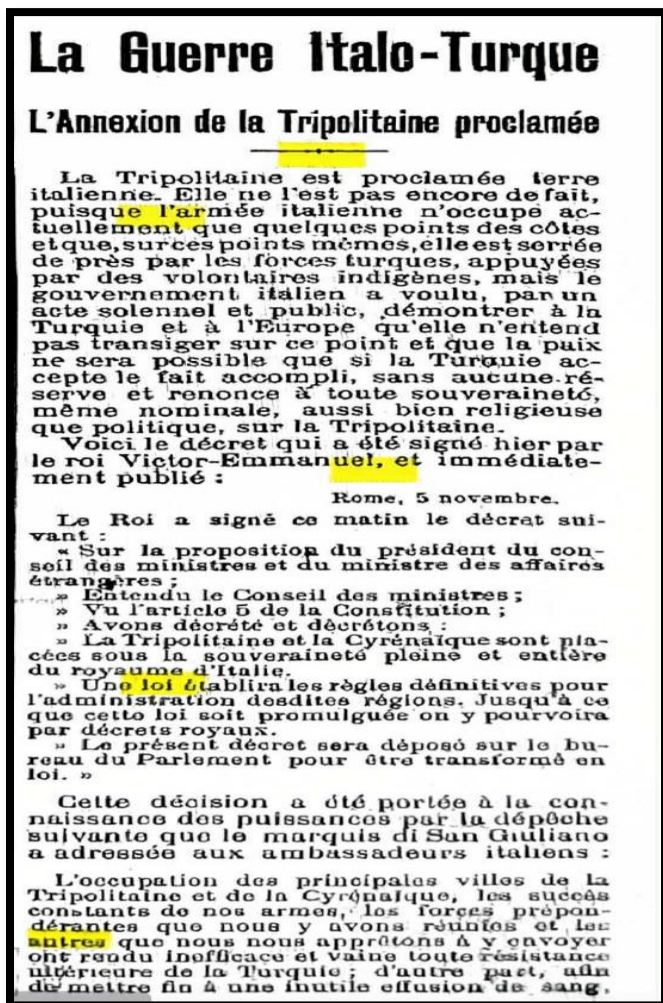 La Guerre Italo-Turque
L'Annexion de la Tripolitaine proclamée
La Tripolitaine est proclamée terre
italienne. Elle ne l'est pas encore de fait,
puisque l'armée italienne n'occupe ac-
tuellement que quelques points des côtes
et que, sur ces points mêmes, elle est serrée
de près par les forces turques, appuyées
par des volontaires indigènes, mais le
gouvernement italien a voulu, par un
acte solennel et public, démontrer à la
Turquie et à l'Europe qu'elle n'entend
pas transiger sur ce point et que la paix
ne sera possible que si la Turquie ac-
cepte le fait accompli, sans aucune ré-
serve et renonce à toute souveraineté,
même nominale, aussi bien religieuse
que politique, sur la Tripolitaine.
Voici le décret qui a été signé hier par
le roi Victor-Emmanuel, et immédiate-
ment publié :
Rome, 5 novembre.
Le Roi a signé ce matin le décret sui-
vant :
« Sur la proposition du président du con-
seil des ministres et du ministre des affaires
étrangères ;
» Entendu le Conseil des ministres ;
» Vu l'article 5 de la Constitution ;
» Avons décrété et décrétons :
» La Tripolitaine et la Cyrénaïque sont pla-
cées sous la souveraineté pleine et entière
du royaume d'Italie.
» Une loi établira les règles définitives pour
l'administration desdites régions. Jusqu'à ce
que cette loi soit promulguée on y pourvoira
par décrets royaux.
» Le présent décret sera déposé sur le bu-
reau du Parlement pour être transformé en
loi. »
Cette décision a été portée à la con-
naissance des puissances par la dépêche
suivante que le marquis di San Giuliano
a adressée aux ambassadeurs italiens :
L'occupation des principales villes de la
Tripolitaine et de la Cyrénaïque, les succès
constants de nos armes, les forces prépon-
dérantes que nous y avons réunies et les
autres que nous nous apprêtons à y envoyer
ont rendu inefficace et vaine toute résistance
ultérieure de la Turquie ; d'autre part, afin
de mettre fin à une inutile effusion de sang,